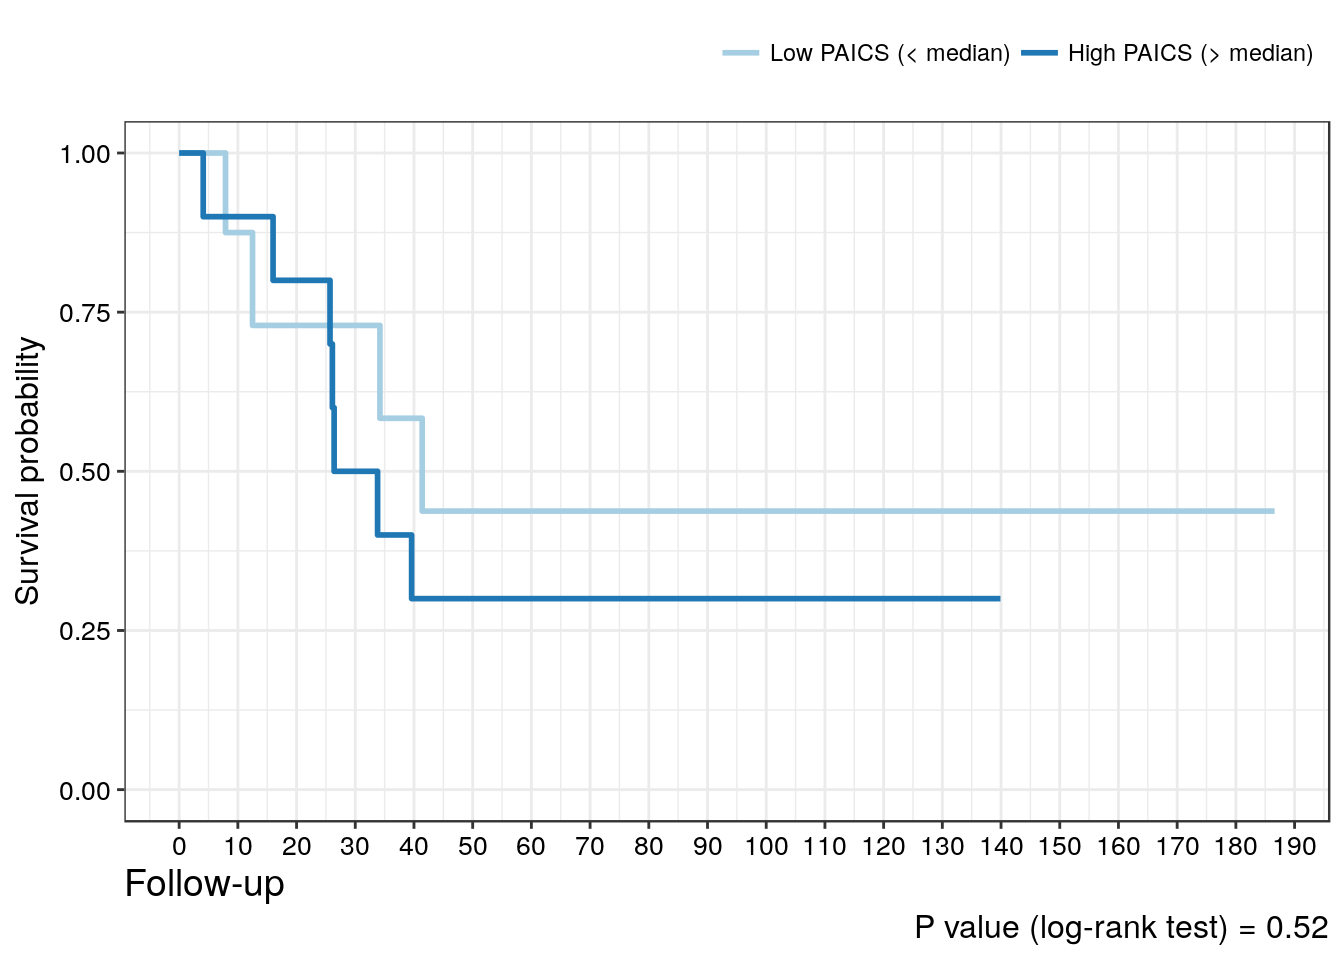 Low PAICS (< median) High PAICS (> median)
Survival probability
1.00
0.75
0.50
0.25
0.00
0 10 20 30 40 50 60 70 80 90 100 110 120 130 140 150 160 170 180 190
Follow-up
P value (log-rank test) = 0.52